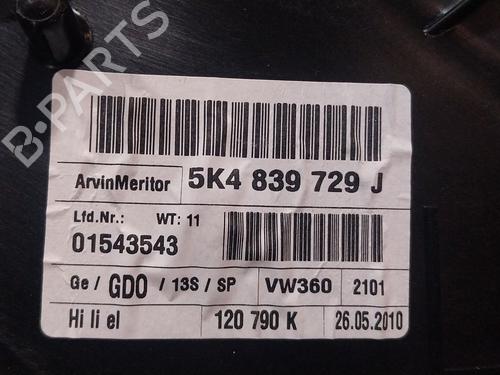 B-PARTS
ArvinMeritor 5K4 839 729 J
Lfd.Nr.: WT: 11
01543543
Ge / GDO / 13S / SP VW360 2101
Hi li el 120 790 K 26.05.2010